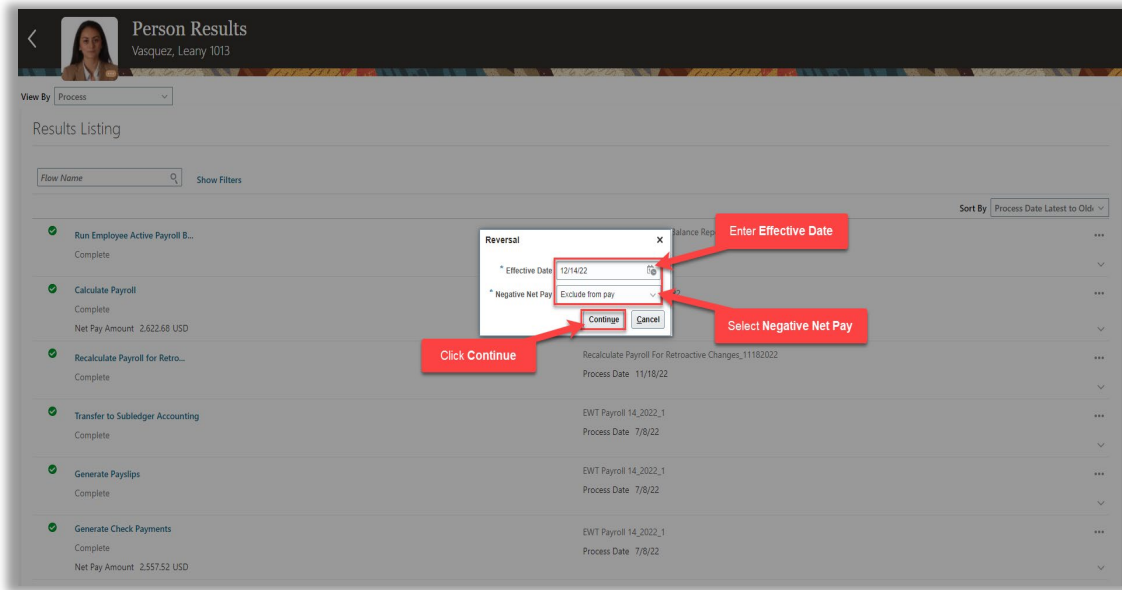 Person Results
Vasquez, Leany 1013
View By Process
Results Listing
Flow Name Show Filters
Sort By Process Date Latest to Olde
Run Employee Active Payroll B...
Complete
Calculate Payroll
Complete
Net Pay Amount 2,622.68 USD
Reversal
* Effective Date 12/14/22
* Negative Net Pay Exclude from pay
Continue Cancel
Enter Effective Date
Select Negative Net Pay
Click Continue
Recalculate Payroll for Retro...
Complete
Recalculate Payroll For Retroactive Changes_11182022
Process Date 11/18/22
Transfer to Subledger Accounting
Complete
EWT Payroll 14_2022_1
Process Date 7/8/22
Generate Payslips
Complete
EWT Payroll 14_2022_1
Process Date 7/8/22
Generate Check Payments
Complete
Net Pay Amount 2,557.52 USD
EWT Payroll 14_2022_1
Process Date 7/8/22